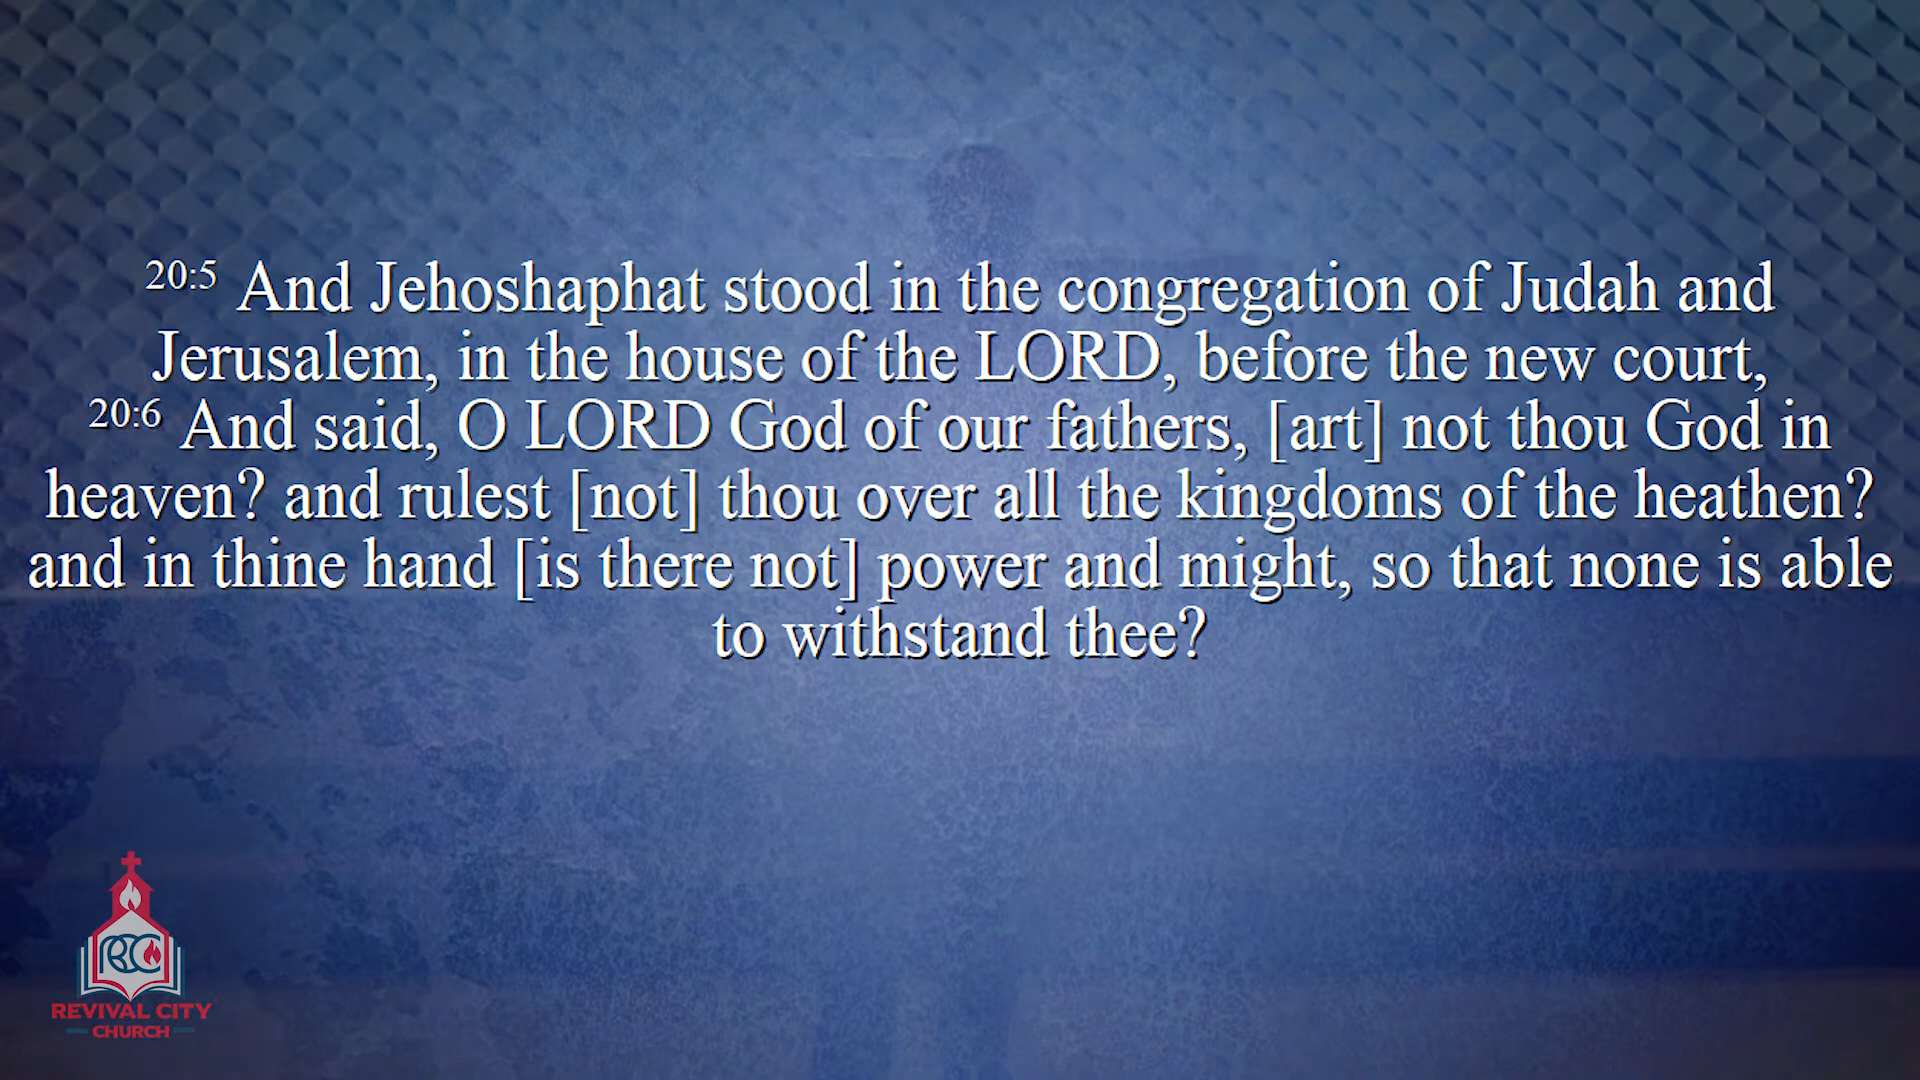 20:5 And Jehoshaphat stood in the congregation of Judah and
Jerusalem, in the house of the LORD, before the new court,
20:6 And said, O LORD God of our fathers, [art] not thou God in
heaven? and rulest [not] thou over all the kingdoms of the heathen?
and in thine hand [is there not] power and might, so that none is able
to withstand thee?
RCC
REVIVAL CITY
CHURCH